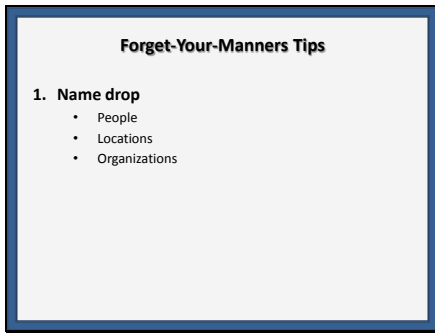 Forget-Your-Manners Tips
1. Name drop
• People
• Locations
• Organizations